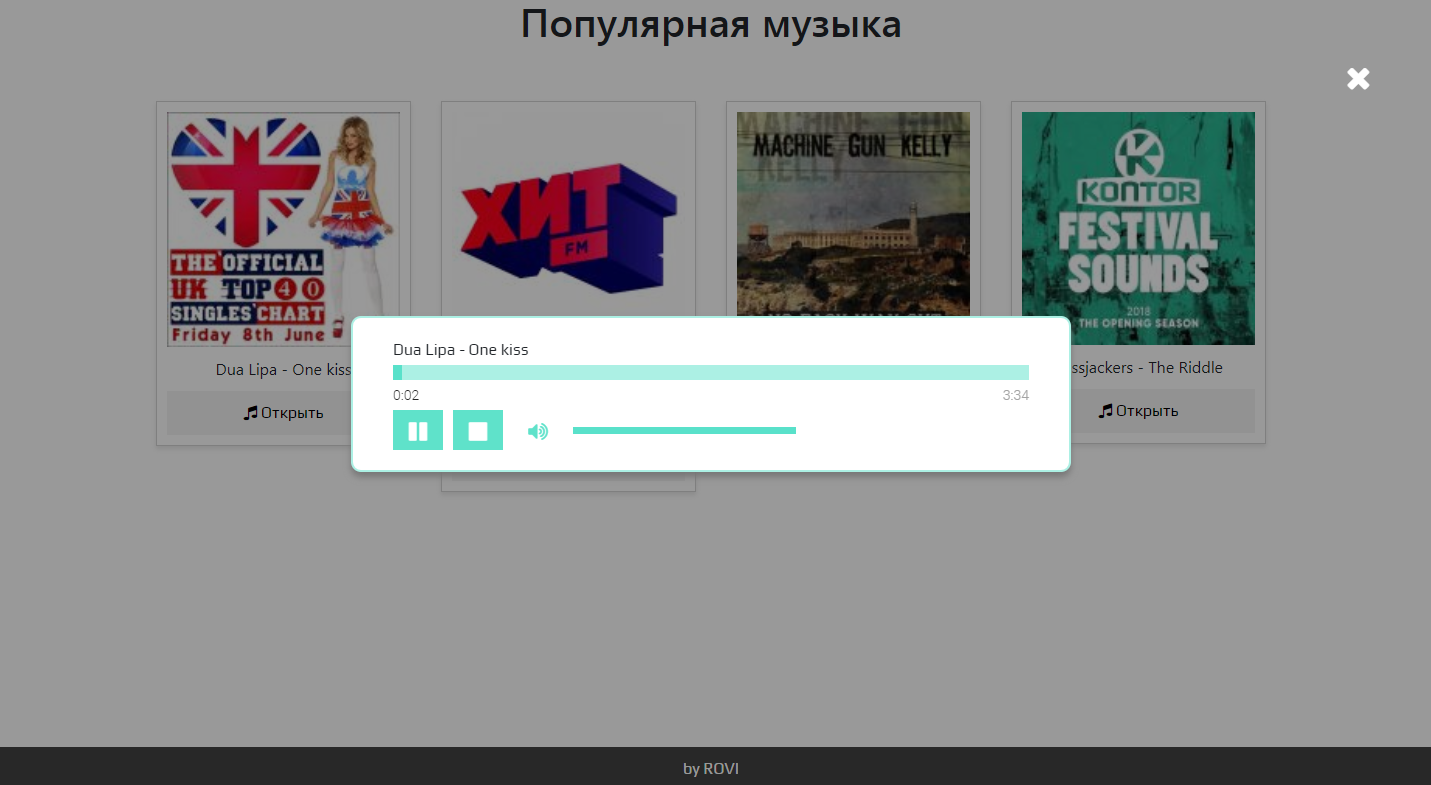 Популярная музыка
THE OFFICIAL
UK TOP 40
SINGLES CHART
Friday 8th June
Dua Lipa - One kiss
Открыть
ХИТ
FM
MACHINE GUN KELLY
KELLY
K
KONTOR
FESTIVAL
SOUNDS
2018
THE OPENING SEASON
ssjackers - The Riddle
Открыть
Dua Lipa - One kiss
0:02
3:34
by ROVI